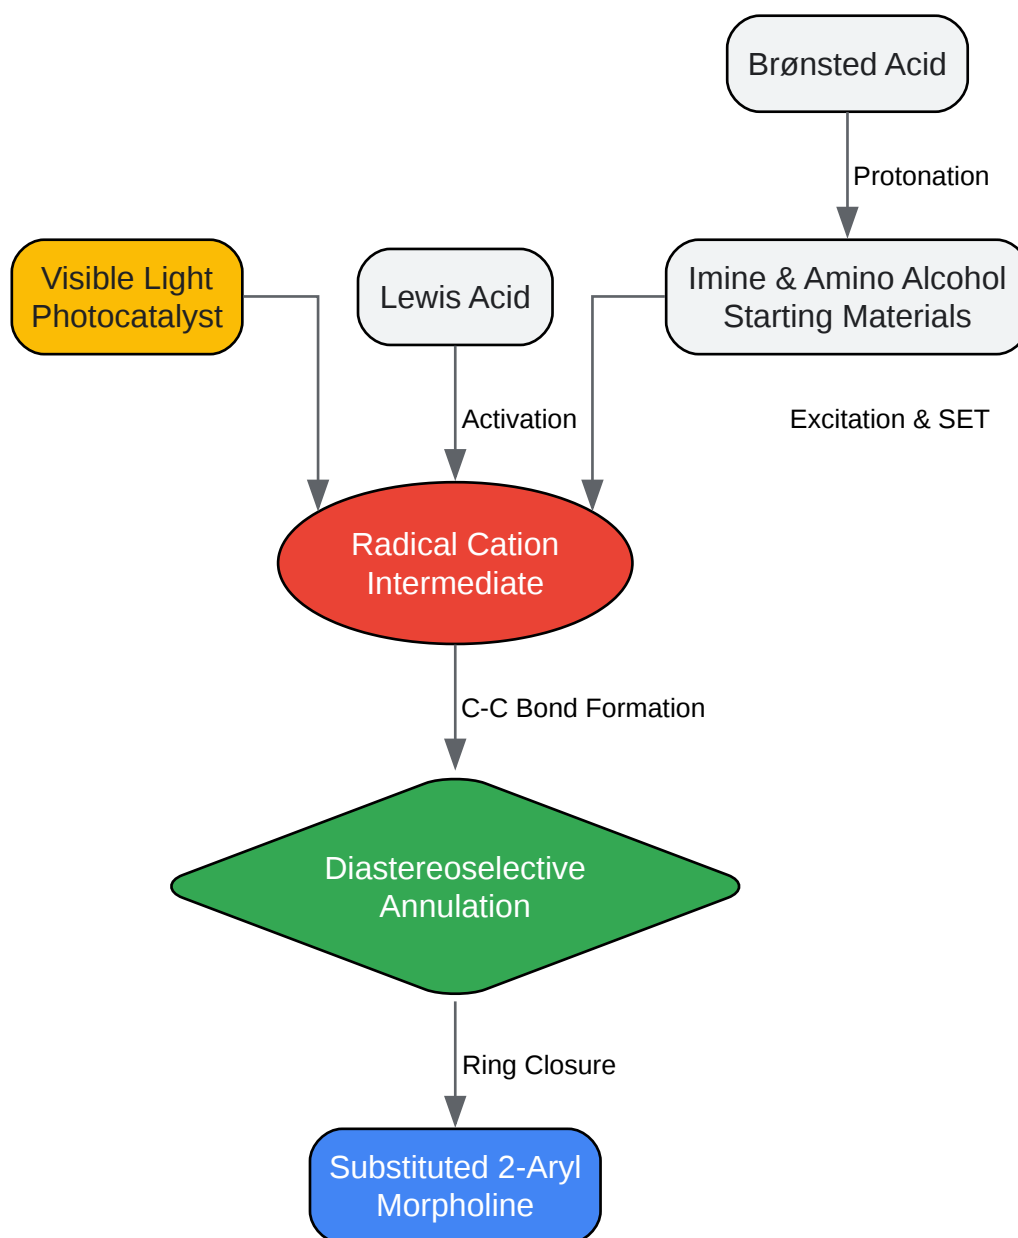 Brønsted Acid
Protonation
Visible Light
Photocatalyst
Lewis Acid
Imine & Amino Alcohol
Starting Materials
Activation
Excitation & SET
Radical Cation
Intermediate
C-C Bond Formation
Diastereoselective
Annulation
Ring Closure
Substituted 2-Aryl
Morpholine